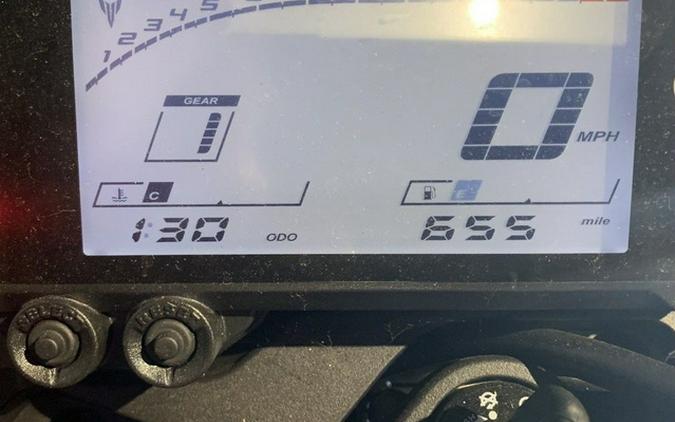 1 2 3 4 5
GEAR
1
0 MPH
C
E
1:30 ODO 655 mile
SELECT RESET